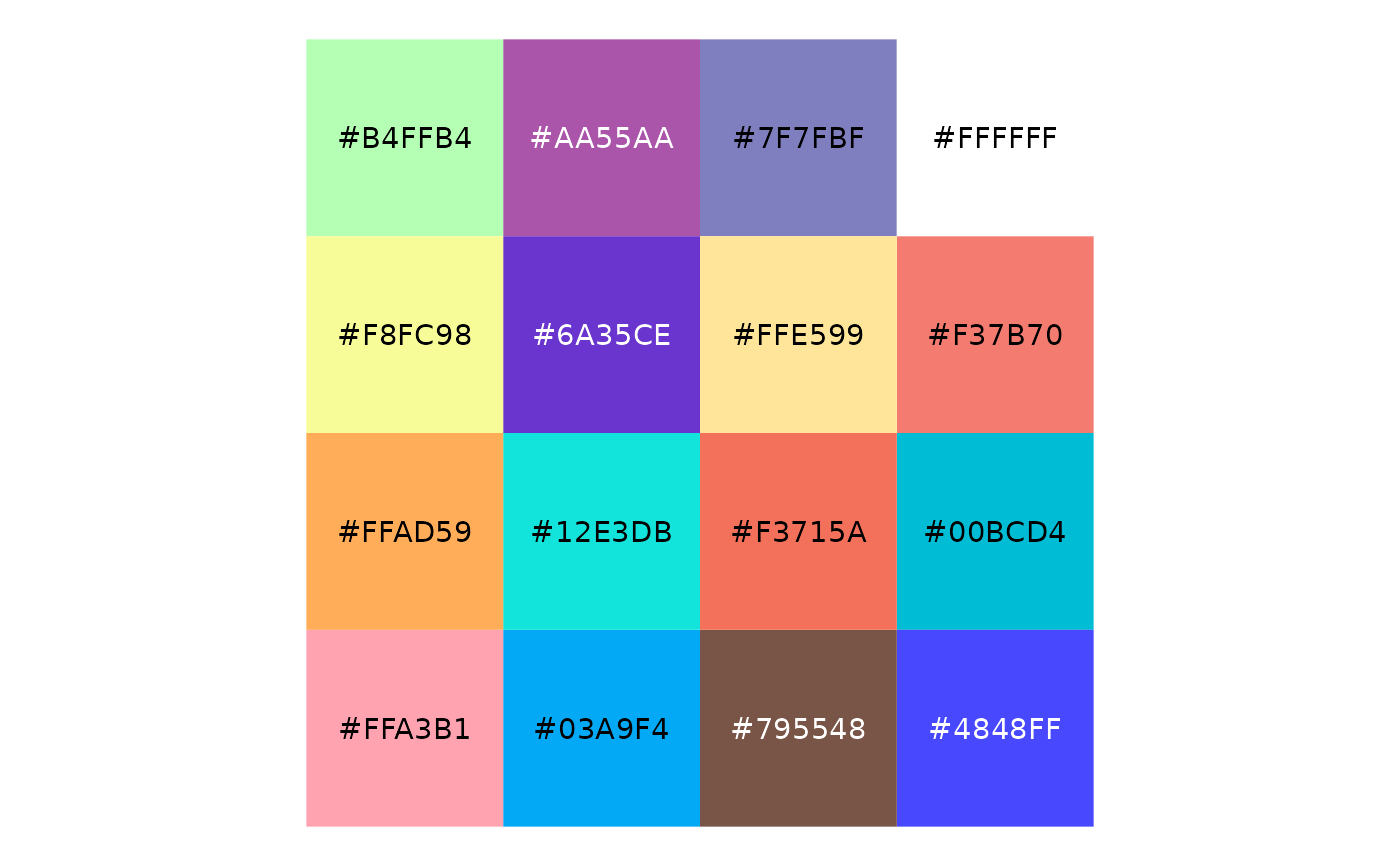 #B4FFB4 #AA55AA #7F7FBF #FFFFFF
#F8FC98 #6A35CE #FFE599 #F37B70
#FFAD59 #12E3DB #F3715A #00BCD4
#FFA3B1 #03A9F4 #795548 #4848FF